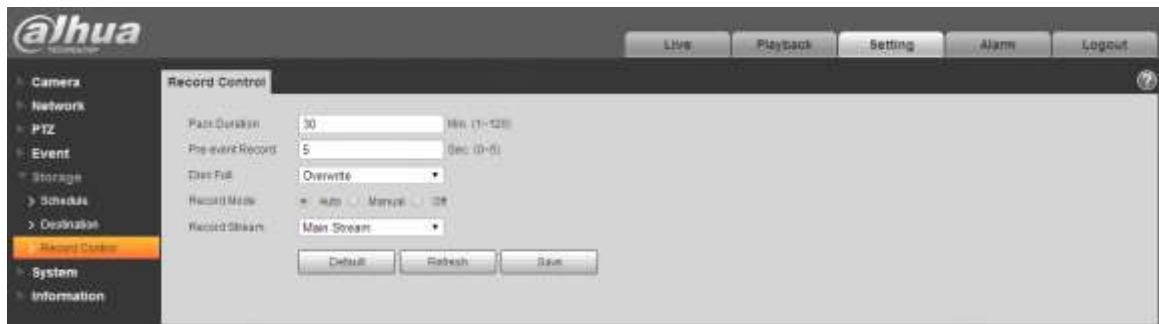 alhua
TECHNOLOGY
Live Playback Setting Alarm Logout
Camera
Network
PTZ
Event
Storage
Schedule
Destination
Record Control
System
Information
Record Control
Pack Duration 30 Min. (1~120)
Pre-event Record 5 Sec. (0~5)
Disk Full Overwrite
Record Mode Auto Manual Off
Record Stream Main Stream
Default Refresh Save